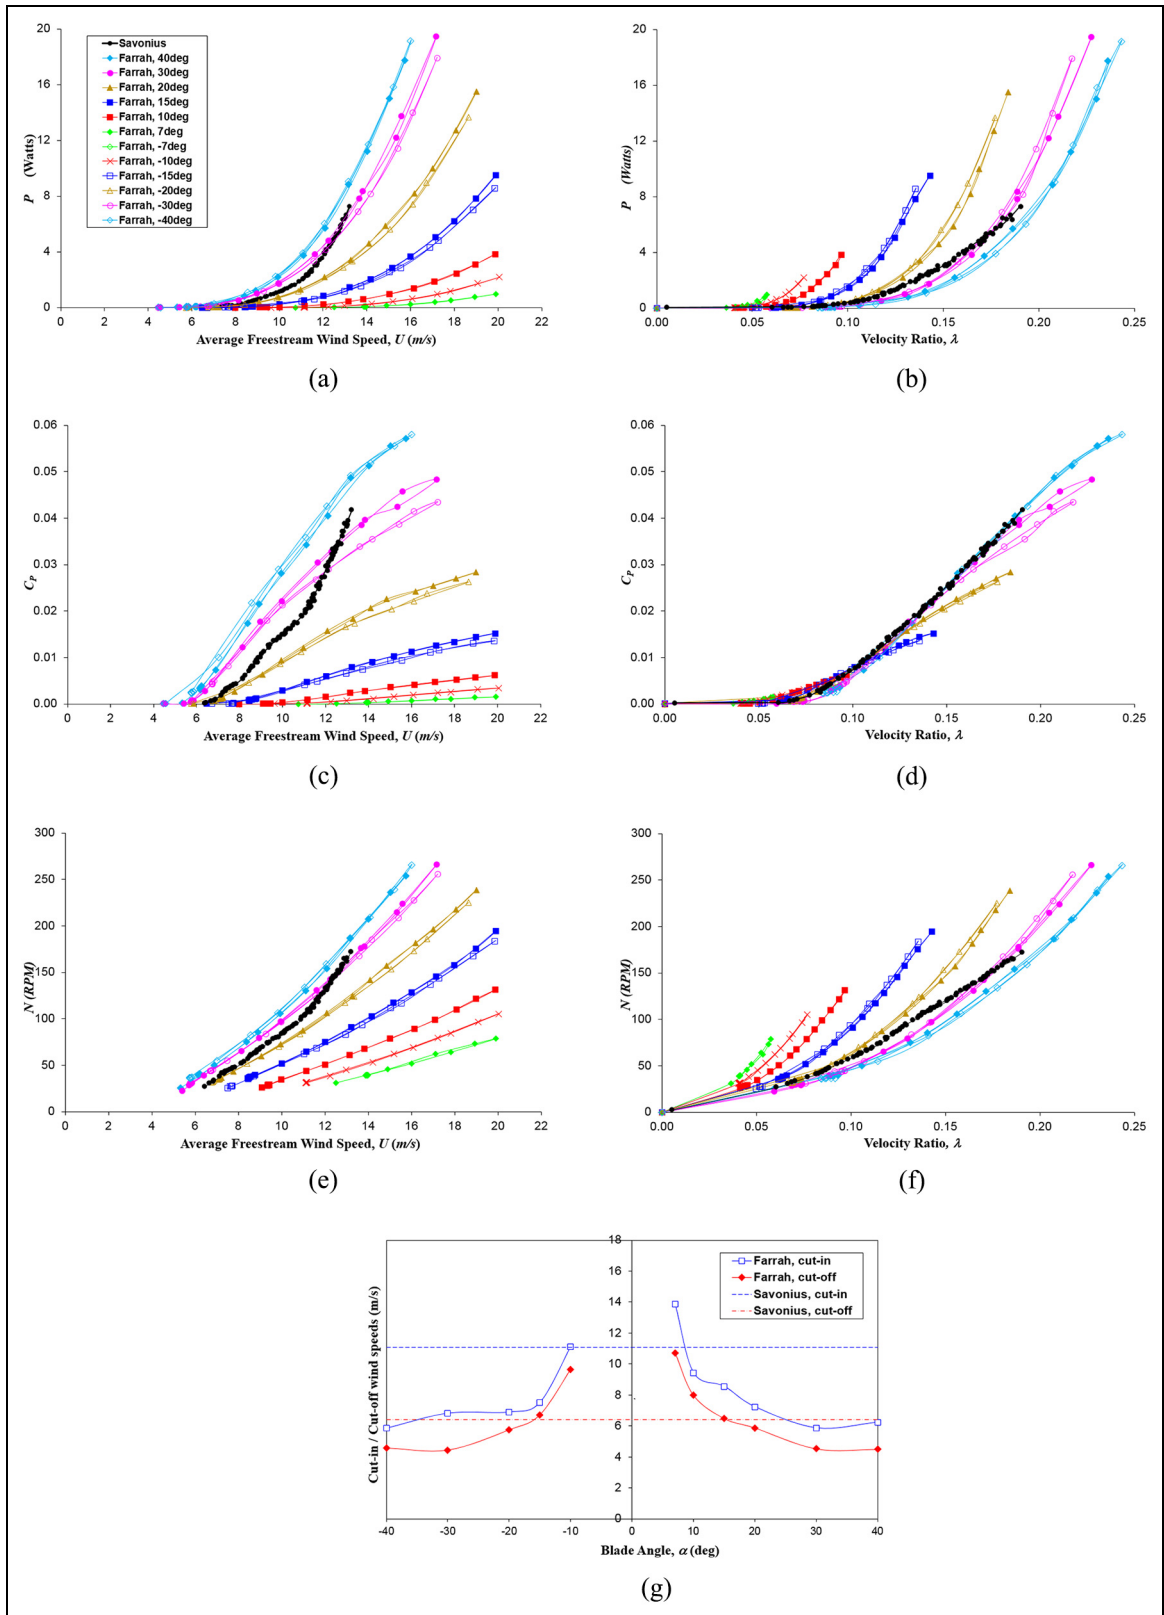 20
16
12
8
4
0
P (Watts)
Savonius
Farrah, 40deg
Farrah, 30deg
Farrah, 20deg
Farrah, 15deg
Farrah, 10deg
Farrah, 7deg
Farrah, -7deg
Farrah, -10deg
Farrah, -15deg
Farrah, -20deg
Farrah, -30deg
Farrah, -40deg
0 2 4 6 8 10 12 14 16 18 20 22
Average Freestream Wind Speed, U (m/s)
(a)
20
16
12
8
4
0
P (Watts)
0.00 0.05 0.10 0.15 0.20 0.25
Velocity Ratio, λ
(b)
0.06
0.05
0.04
0.03
0.02
0.01
0.00
CP
0 2 4 6 8 10 12 14 16 18 20 22
Average Freestream Wind Speed, U (m/s)
(c)
0.06
0.05
0.04
0.03
0.02
0.01
0.00
CP
0.00 0.05 0.10 0.15 0.20 0.25
Velocity Ratio, λ
(d)
300
250
200
150
100
50
0
N (RPM)
0 2 4 6 8 10 12 14 16 18 20 22
Average Freestream Wind Speed, U (m/s)
(e)
300
250
200
150
100
50
0
N (RPM)
0.00 0.05 0.10 0.15 0.20 0.25
Velocity Ratio, λ
(f)
18
16
14
12
10
8
6
4
2
0
Cut-in / Cut-off wind speeds (m/s)
Farrah, cut-in
Farrah, cut-off
Savonius, cut-in
Savonius, cut-off
-40 -30 -20 -10 0 10 20 30 40
Blade Angle, α (deg)
(g)